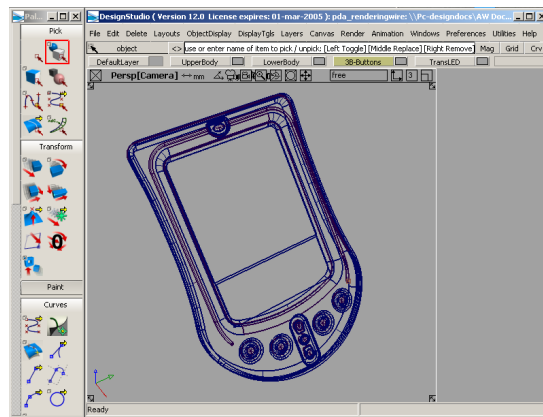 Pal...
DesignStudio ( Version 12.0 License expires: 01-mar-2005 ): pda_renderingwire: \\Pc-designdocs\AW Doc...
Pick
File Edit Delete Layouts ObjectDisplay DisplayTgls Layers Canvas Render Animation Windows Preferences Utilities Help
object <> use or enter name of item to pick / unpick: [Left Toggle] [Middle Replace] [Right Remove] Mag Grid Crv
DefaultLayer UpperBody LowerBody 3B-Buttons TransLED
Persp[Camera] mm free 3
Transform
0
Paint
Curves
Ready